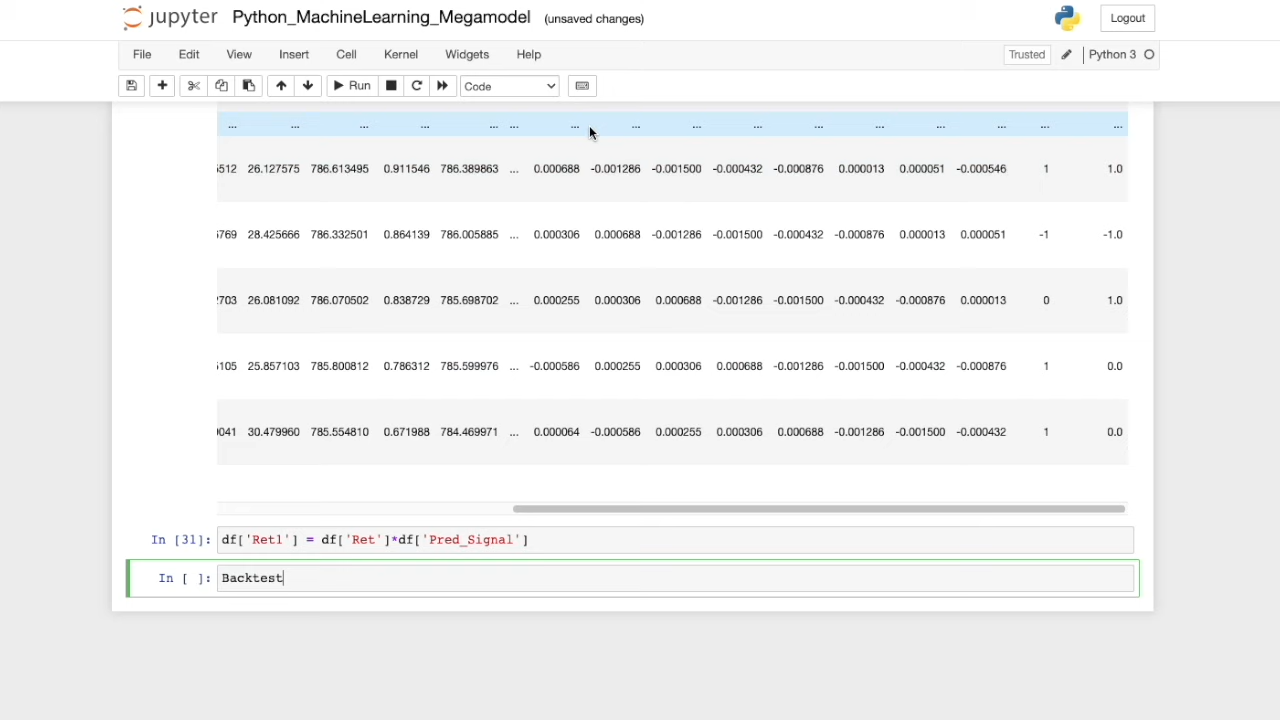 jupyter Python_MachineLearning_Megamodel (unsaved changes) Logout
File Edit View Insert Cell Kernel Widgets Help Trusted Python 3
Run Code
... ... ... ... ... ... ... ... ... ... ... ... ... ... ... ...
5512 26.127575 786.613495 0.911546 786.389863 ... 0.000688 -0.001286 -0.001500 -0.000432 -0.000876 0.000013 0.000051 -0.000546 1 1.0
769 28.425666 786.332501 0.864139 786.005885 ... 0.000306 0.000688 -0.001286 -0.001500 -0.000432 -0.000876 0.000013 0.000051 -1 -1.0
703 26.081092 786.070502 0.838729 785.698702 ... 0.000255 0.000306 0.000688 -0.001286 -0.001500 -0.000432 -0.000876 0.000013 0 1.0
105 25.857103 785.800812 0.786312 785.599976 ... -0.000586 0.000255 0.000306 0.000688 -0.001286 -0.001500 -0.000432 -0.000876 1 0.0
041 30.479960 785.554810 0.671988 784.469971 ... 0.000064 -0.000586 0.000255 0.000306 0.000688 -0.001286 -0.001500 -0.000432 1 0.0
In [31]: df['Ret1'] = df['Ret']*df['Pred_Signal']
In [ ]: Backtest